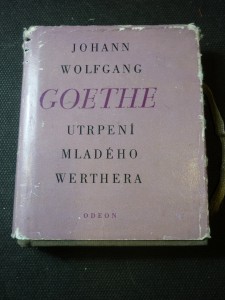 JOHANN
WOLFGANG
GOETHE
UTRPENÍ
MLADÉHO
WERTHERA
ODEON